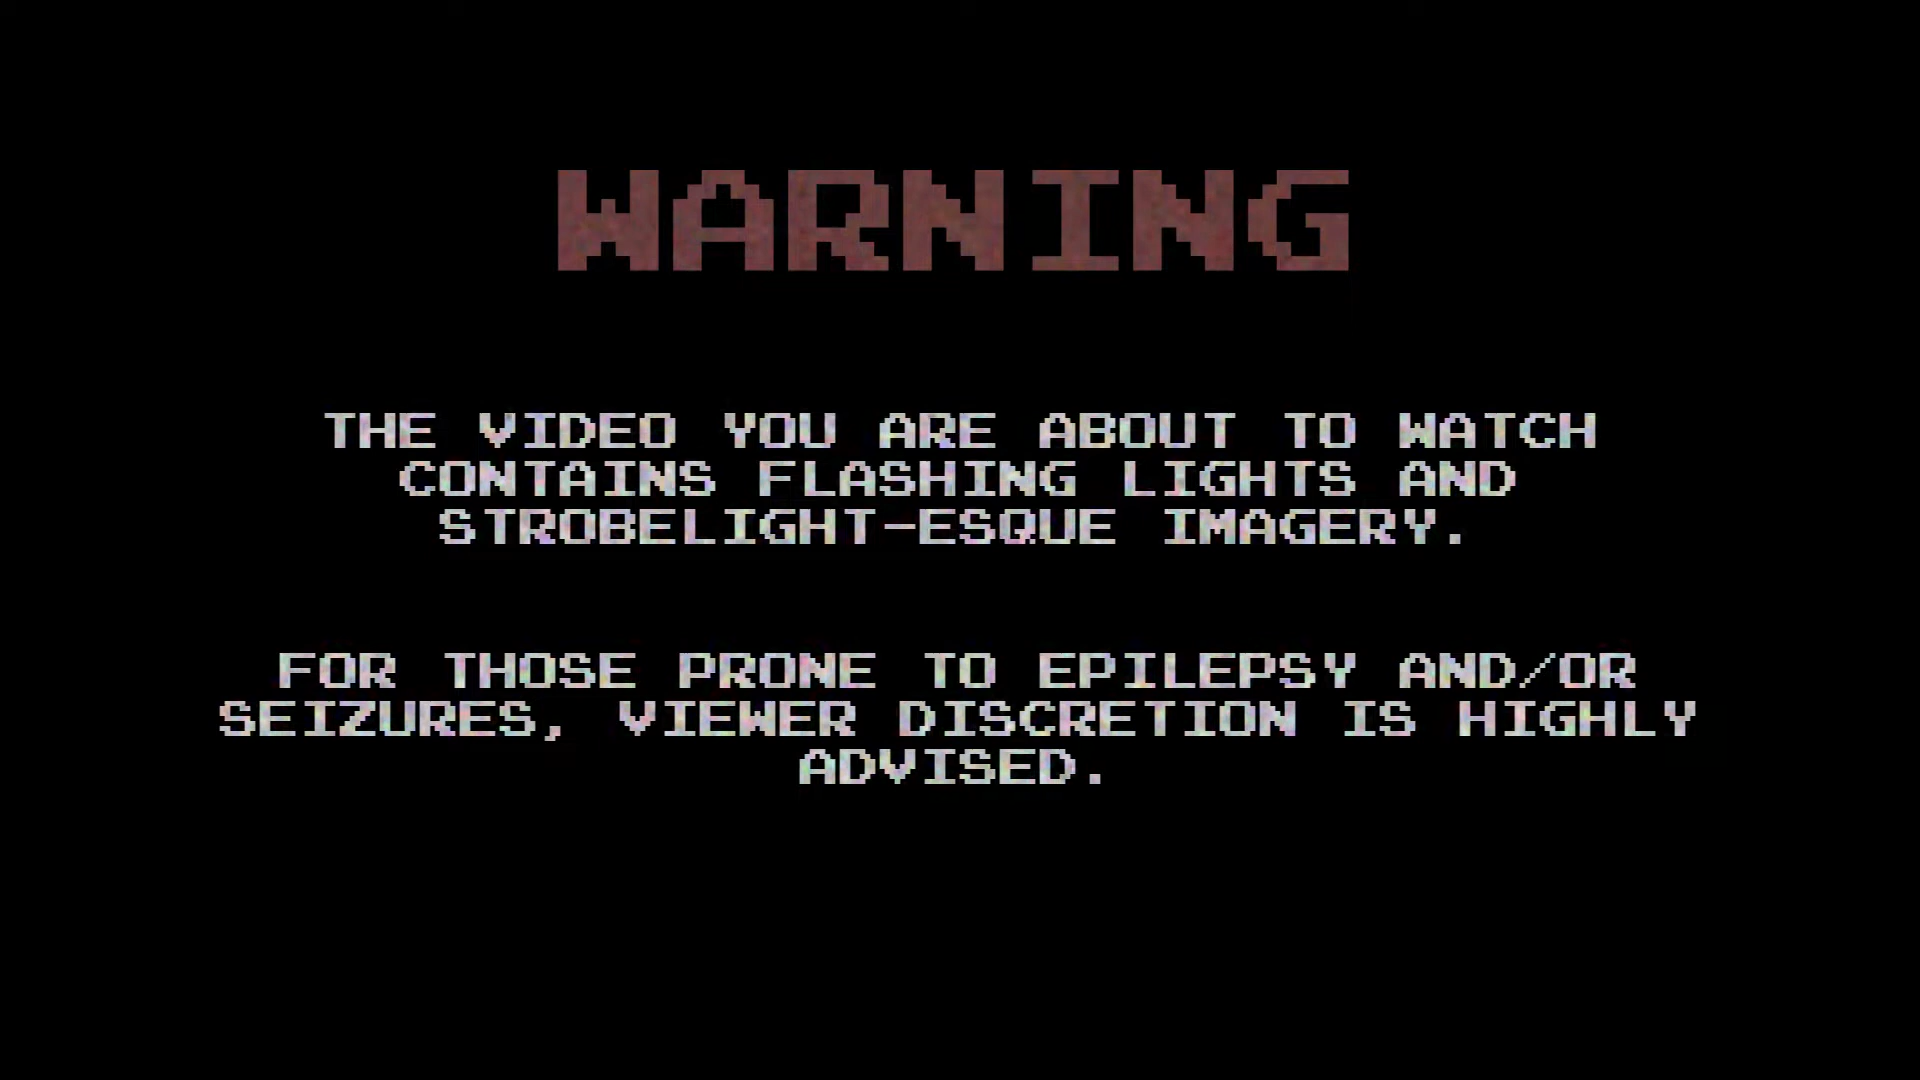 WARNING
THE VIDEO YOU ARE ABOUT TO WATCH
CONTAINS FLASHING LIGHTS AND
STROBELIGHT-ESQUE IMAGERY.
FOR THOSE PRONE TO EPILEPSY AND/OR
SEIZURES, VIEWER DISCRETION IS HIGHLY
ADVISED.